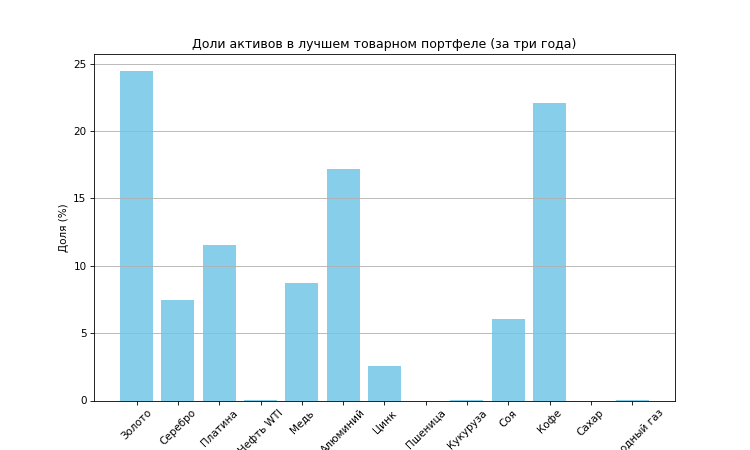 Доли активов в лучшем товарном портфеле (за три года)
Доля (%)
25
20
15
10
5
0
Золото
Серебро
Платина
Нефть WTI
Медь
Алюминий
Цинк
Пшеница
Кукуруза
Соя
Кофе
Сахар
газ